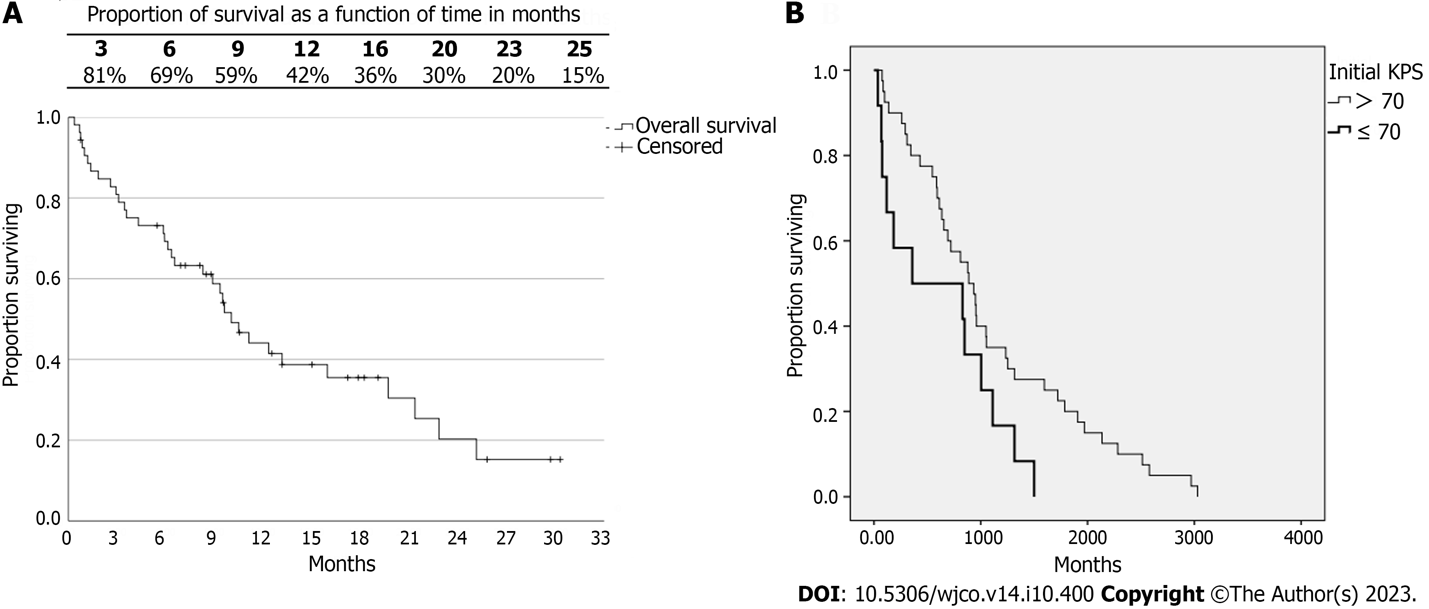 A
Proportion of survival as a function of time in months
3 6 9 12 16 20 23 25
81% 69% 59% 42% 36% 30% 20% 15%
Overall survival
Censored
1.0
0.8
0.6
0.4
0.2
0.0
Proportion surviving
0 3 6 9 12 15 18 21 24 27 30 33
Months
B
Initial KPS
> 70
≤ 70
1.0
0.8
0.6
0.4
0.2
0.0
Proportion surviving
0.00 1000 2000 3000 4000
Months
DOI: 10.5306/wjco.v14.i10.400 Copyright ©The Author(s) 2023.